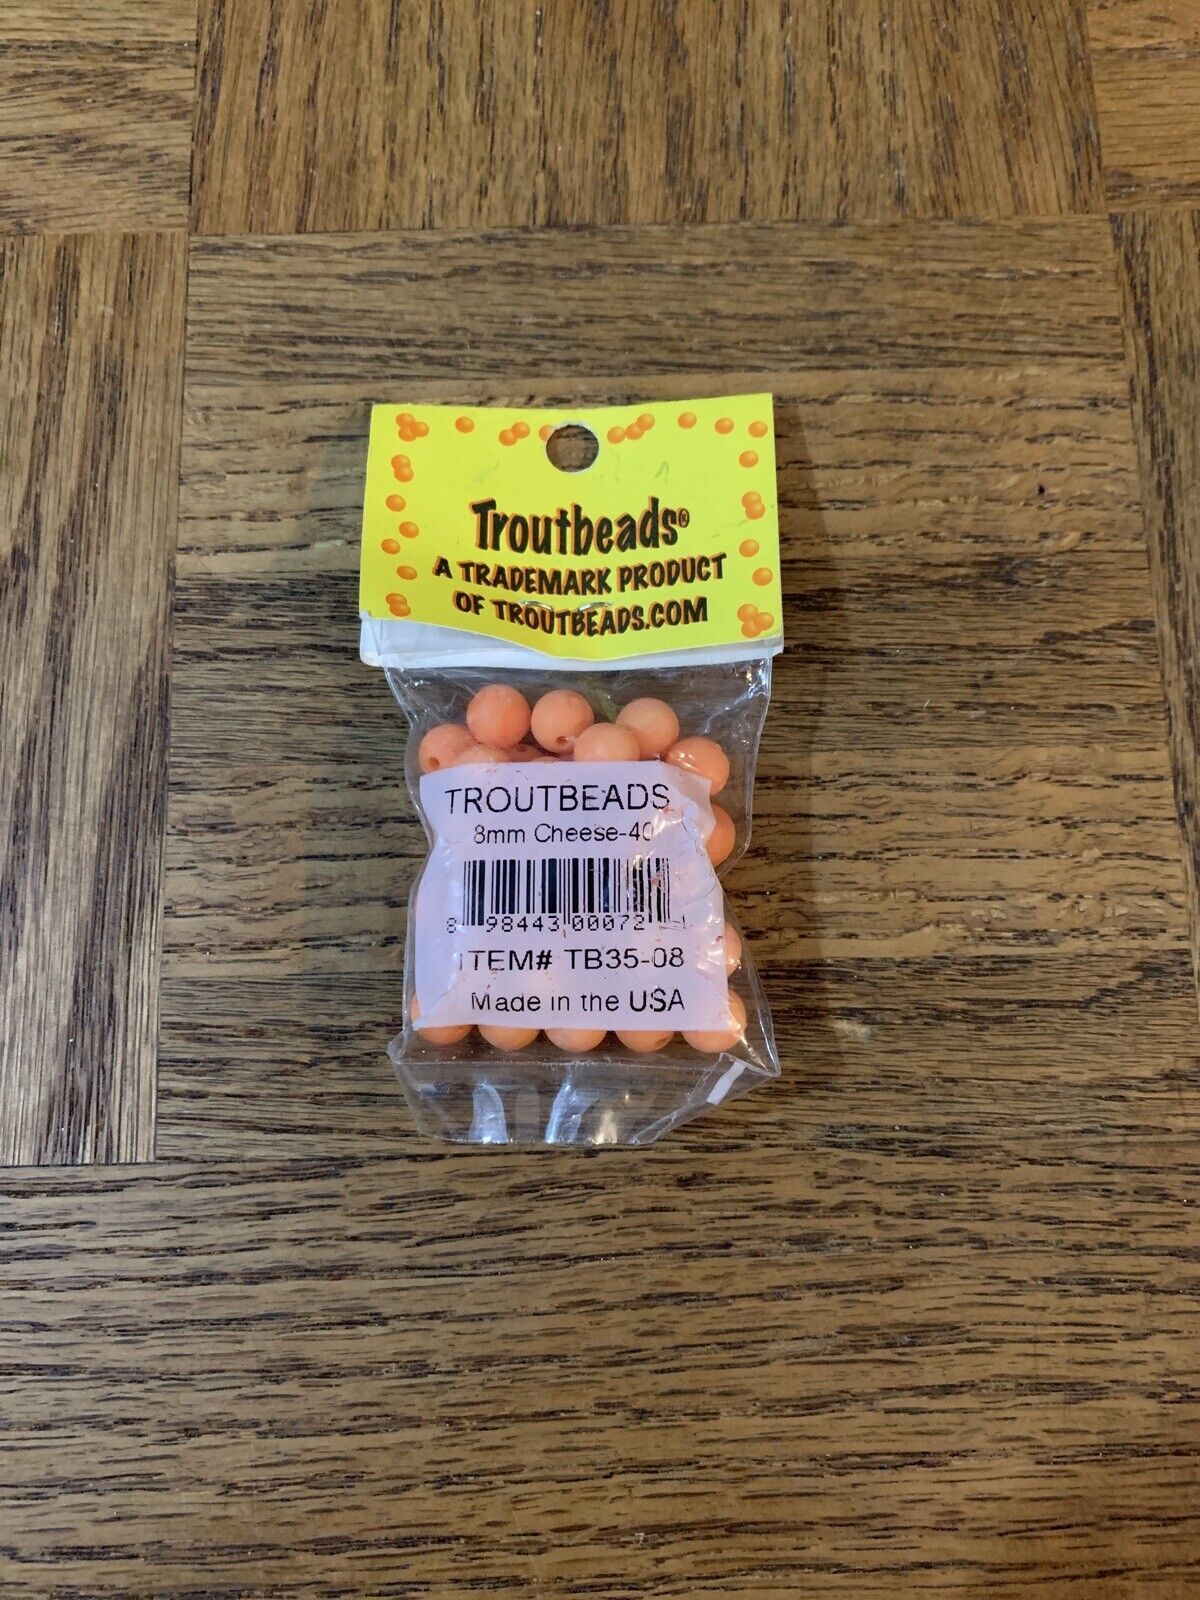 Troutbeads®
A TRADEMARK PRODUCT
OF TROUTBEADS.COM
TROUTBEADS
8mm Cheese-40
8 98443 00072 1
ITEM# TB35-08
Made in the USA